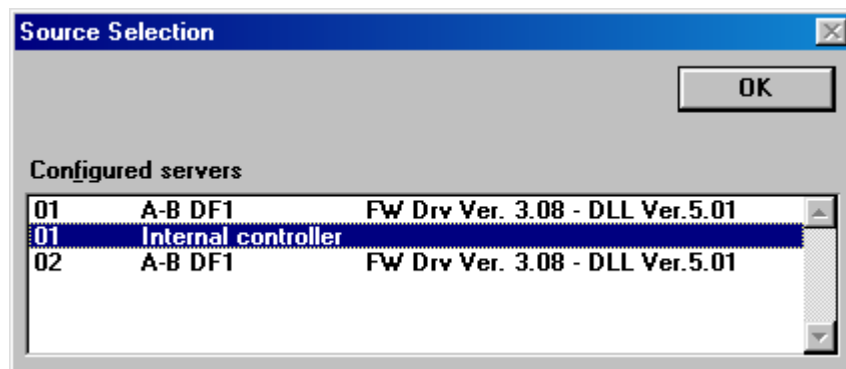 Source Selection
OK
Configured servers
01 A-B DF1 FW Drv Ver. 3.08 - DLL Ver.5.01
01 Internal controller
02 A-B DF1 FW Drv Ver. 3.08 - DLL Ver.5.01